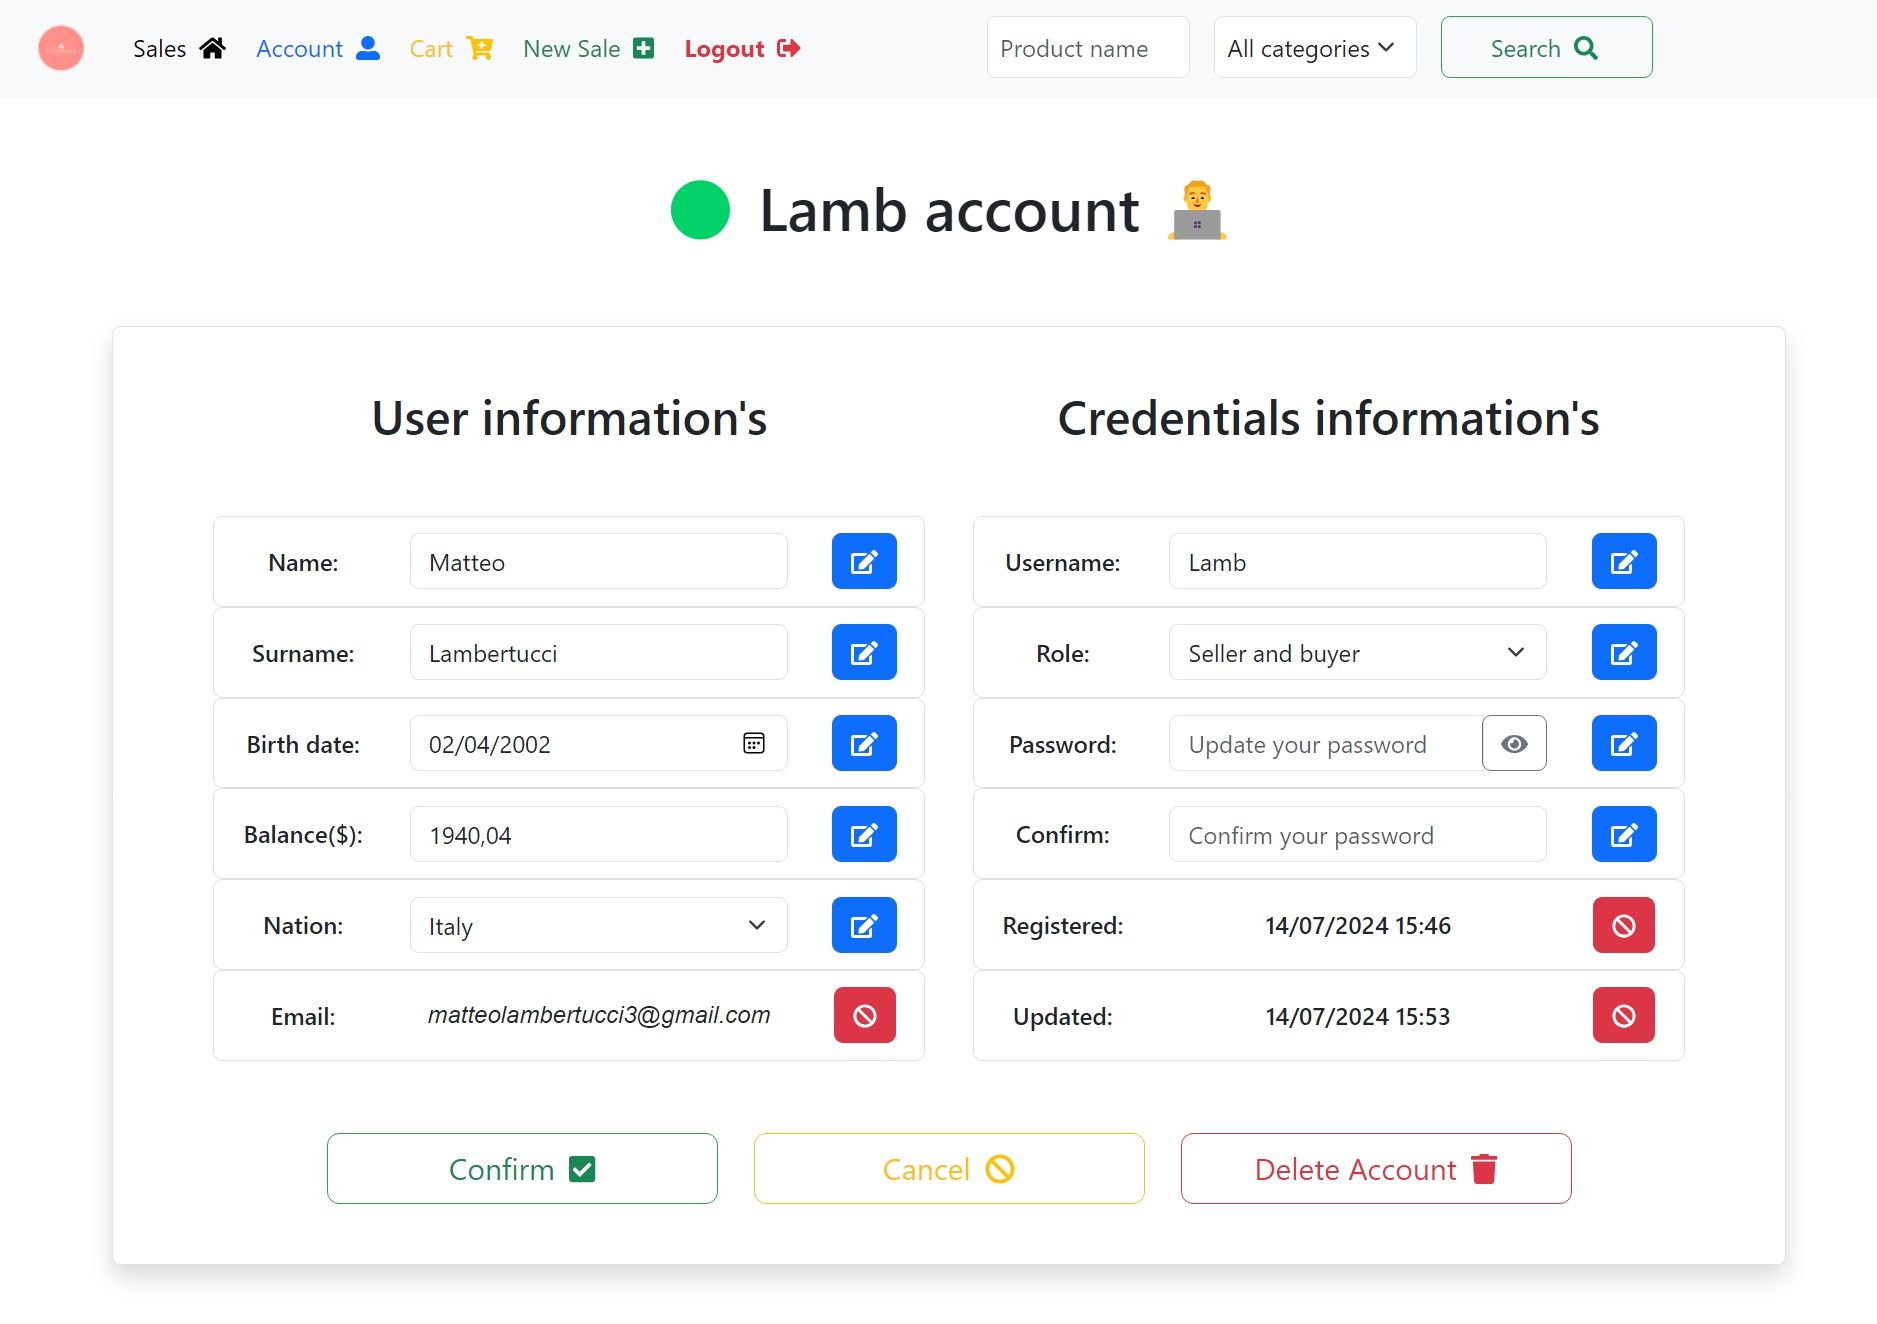 Sales Account Cart New Sale Logout Product name All categories Search
Lamb account
User information's
Name: Matteo
Surname: Lambertucci
Birth date: 02/04/2002
Balance($): 1940,04
Nation: Italy
Email: matteolambertucci3@gmail.com
Credentials information's
Username: Lamb
Role: Seller and buyer
Password: Update your password
Confirm: Confirm your password
Registered: 14/07/2024 15:46
Updated: 14/07/2024 15:53
Confirm Cancel Delete Account